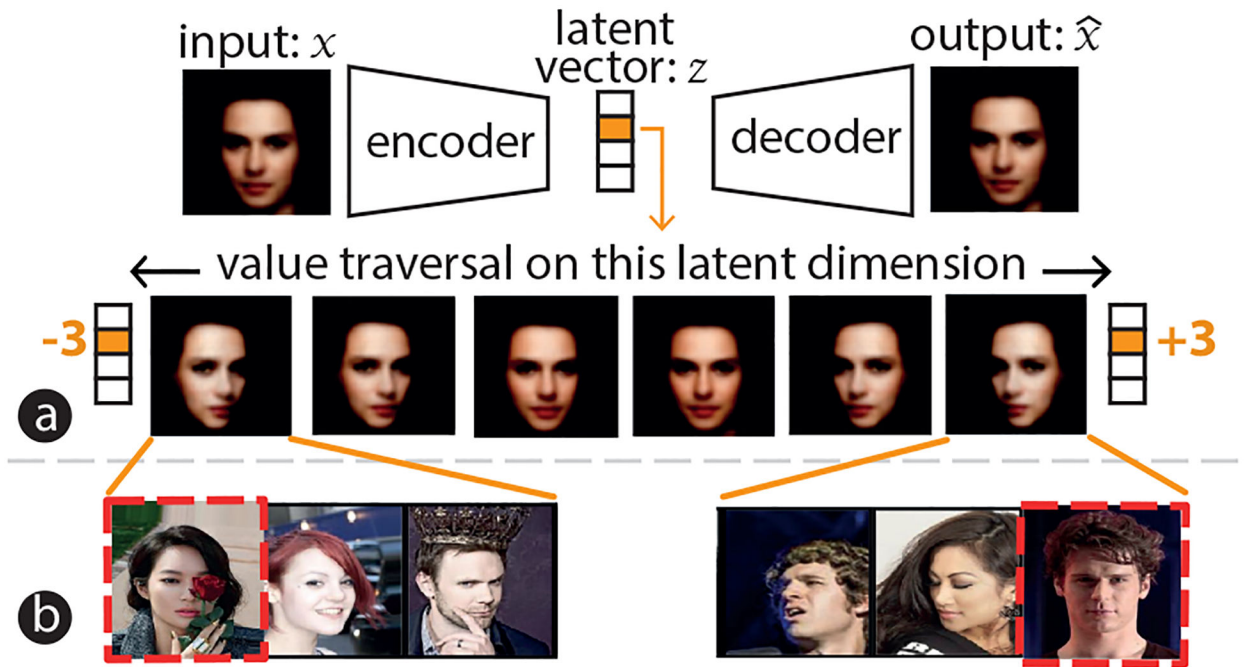 input: x
latent
vector: z
output: x̂
encoder
decoder
value traversal on this latent dimension
-3
+3
a
b